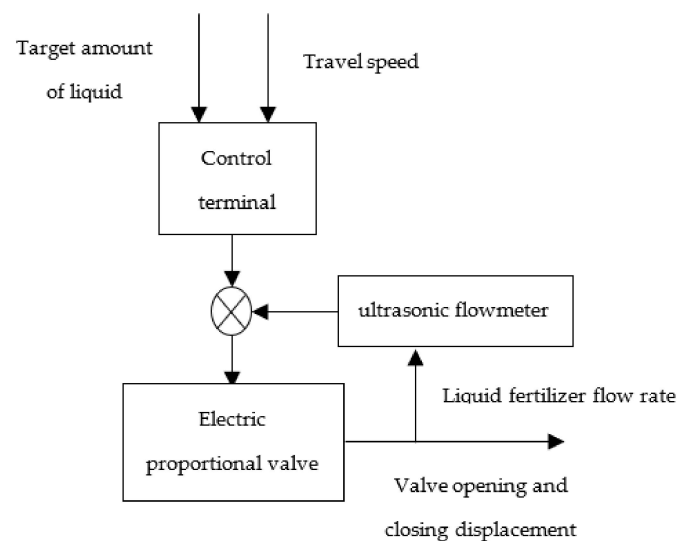 Target amount
of liquid
Travel speed
Control
terminal
ultrasonic flowmeter
Electric
proportional valve
Liquid fertilizer flow rate
Valve opening and
closing displacement